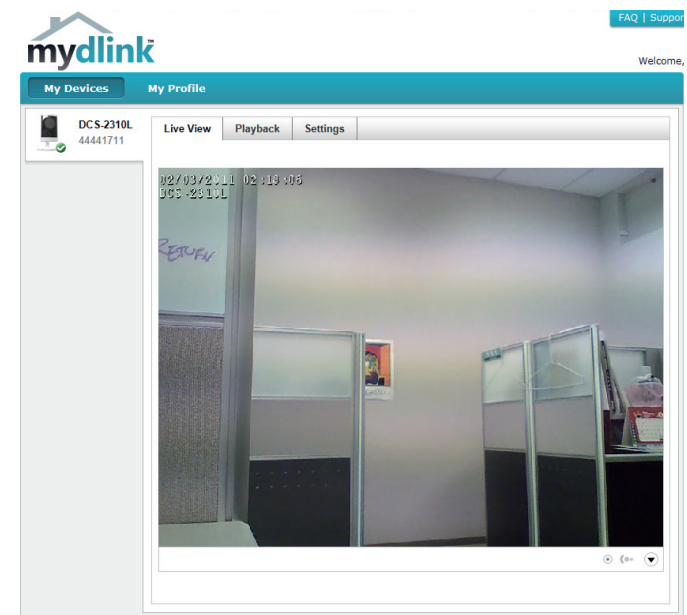 FAQ | Suppor
mydlink
Welcome,
My Devices My Profile
DCS-2310L
44441711
Live View Playback Settings
02/03/2011 02:19:06
DCS-2310L
RETURN